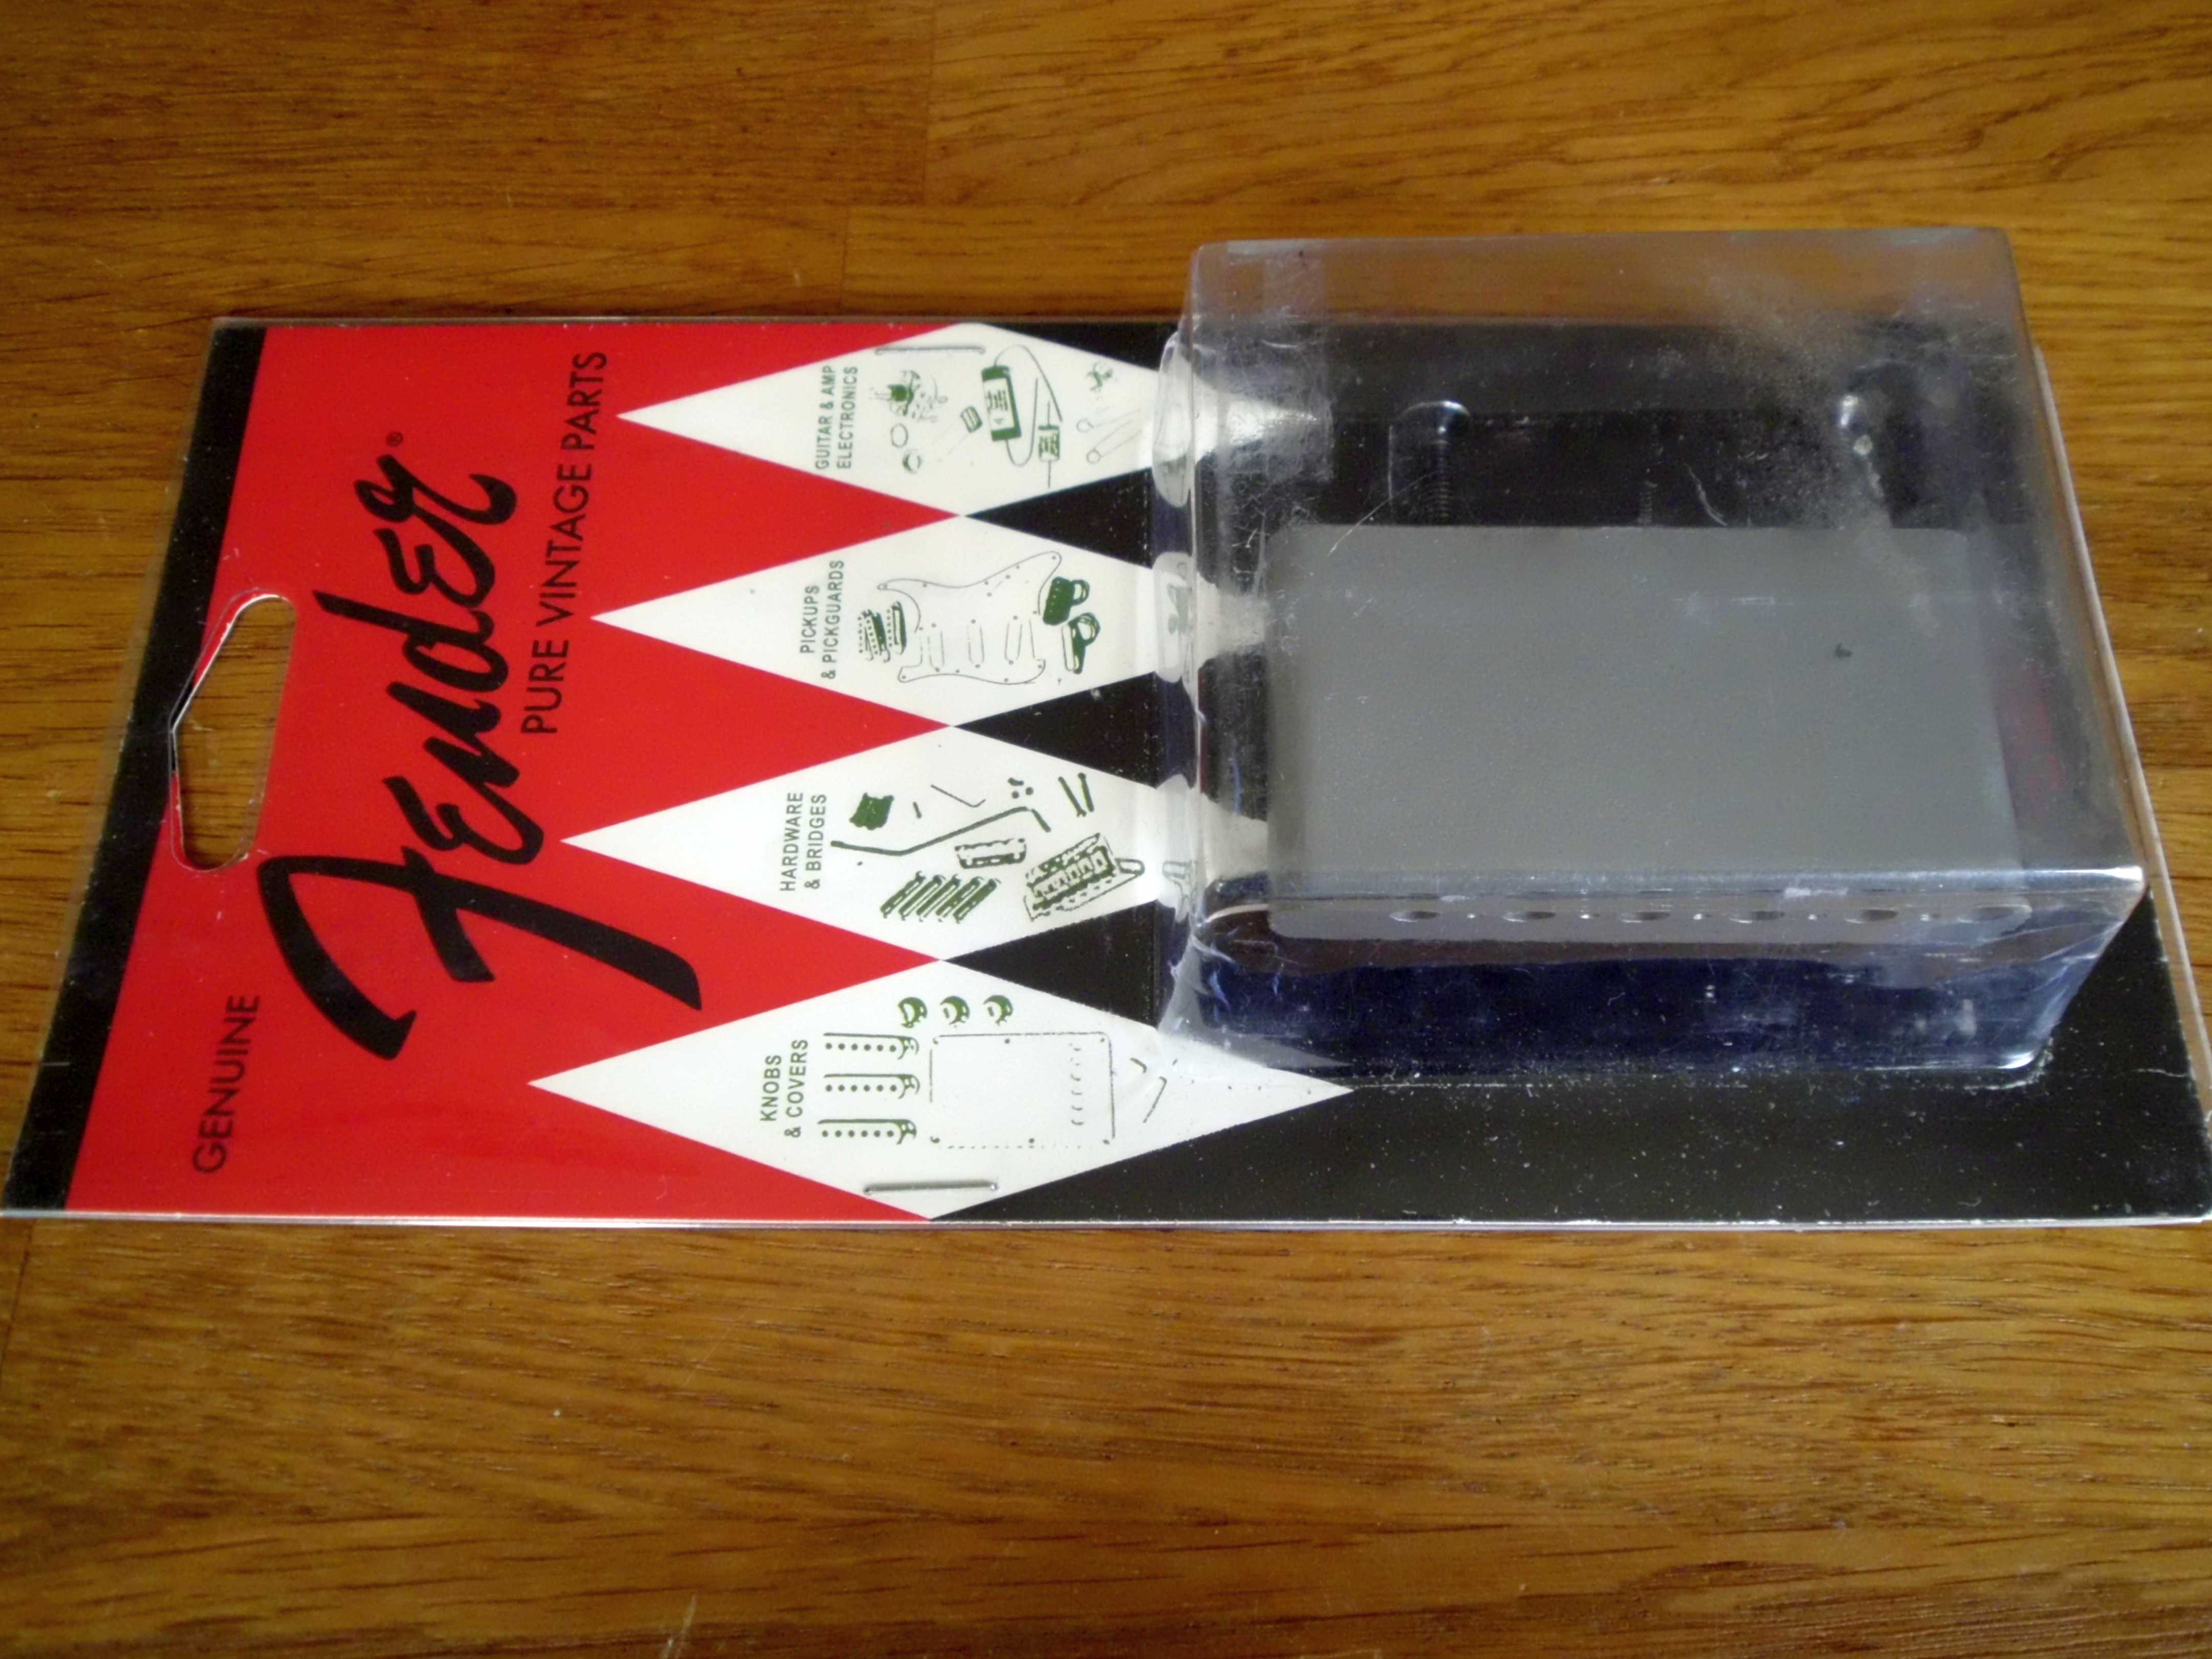 GENUINE
Fender®
PURE VINTAGE PARTS
KNOBS
& COVERS
HARDWARE
& BRIDGES
PICKUPS
& PICKGUARDS
GUITAR & AMP
ELECTRONICS